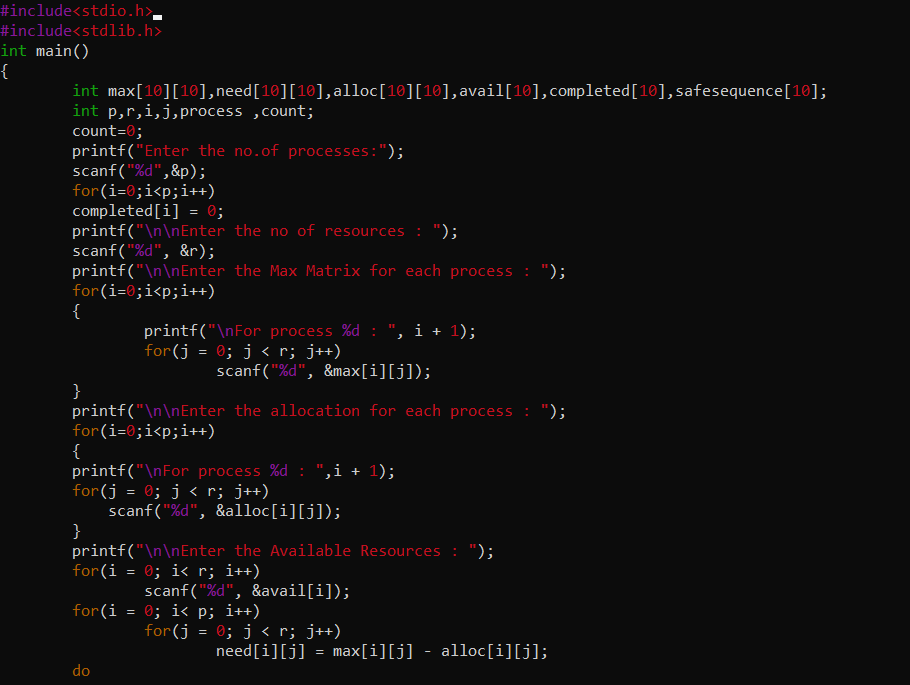 #include<stdio.h>
#include<stdlib.h>
int main()
{
        int max[10][10],need[10][10],alloc[10][10],avail[10],completed[10],safesequence[10];
        int p,r,i,j,process ,count;
        count=0;
        printf("Enter the no.of processes:");
        scanf("%d",&p);
        for(i=0;i<p;i++)
        completed[i] = 0;
        printf("\n\nEnter the no of resources : ");
        scanf("%d", &r);
        printf("\n\nEnter the Max Matrix for each process : ");
        for(i=0;i<p;i++)
        {
                printf("\nFor process %d : ", i + 1);
                for(j = 0; j < r; j++)
                        scanf("%d", &max[i][j]);
        }
        printf("\n\nEnter the allocation for each process : ");
        for(i=0;i<p;i++)
        {
        printf("\nFor process %d : ",i + 1);
        for(j = 0; j < r; j++)
            scanf("%d", &alloc[i][j]);
        }
        printf("\n\nEnter the Available Resources : ");
        for(i = 0; i< r; i++)
                scanf("%d", &avail[i]);
        for(i = 0; i< p; i++)
                for(j = 0; j < r; j++)
                        need[i][j] = max[i][j] - alloc[i][j];
        do